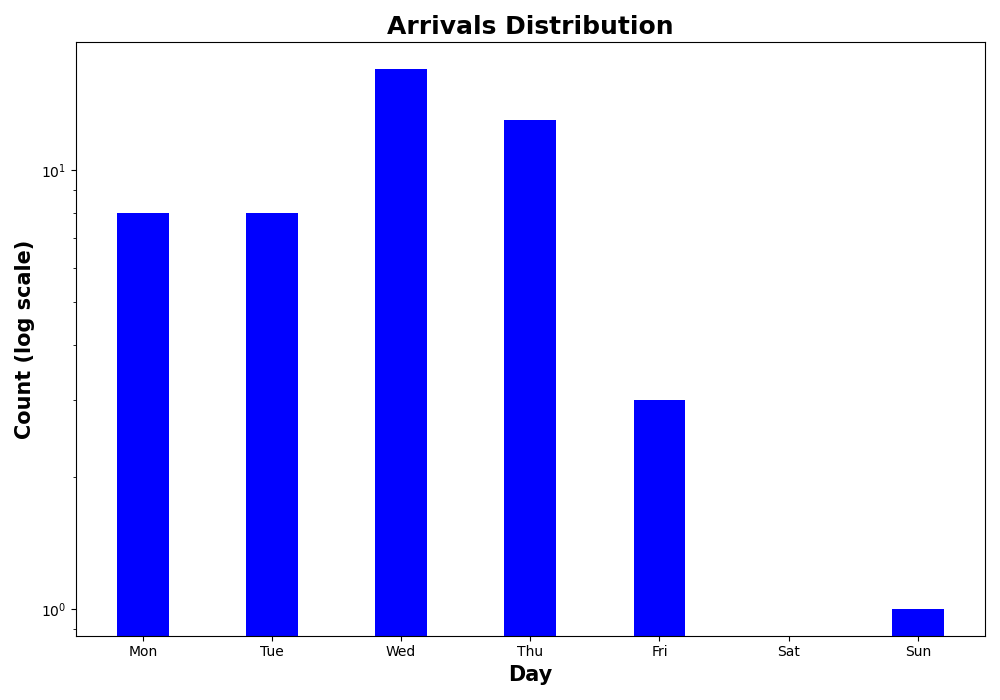 Arrivals Distribution
Count (log scale)
10¹
10⁰
Mon Tue Wed Thu Fri Sat Sun
Day